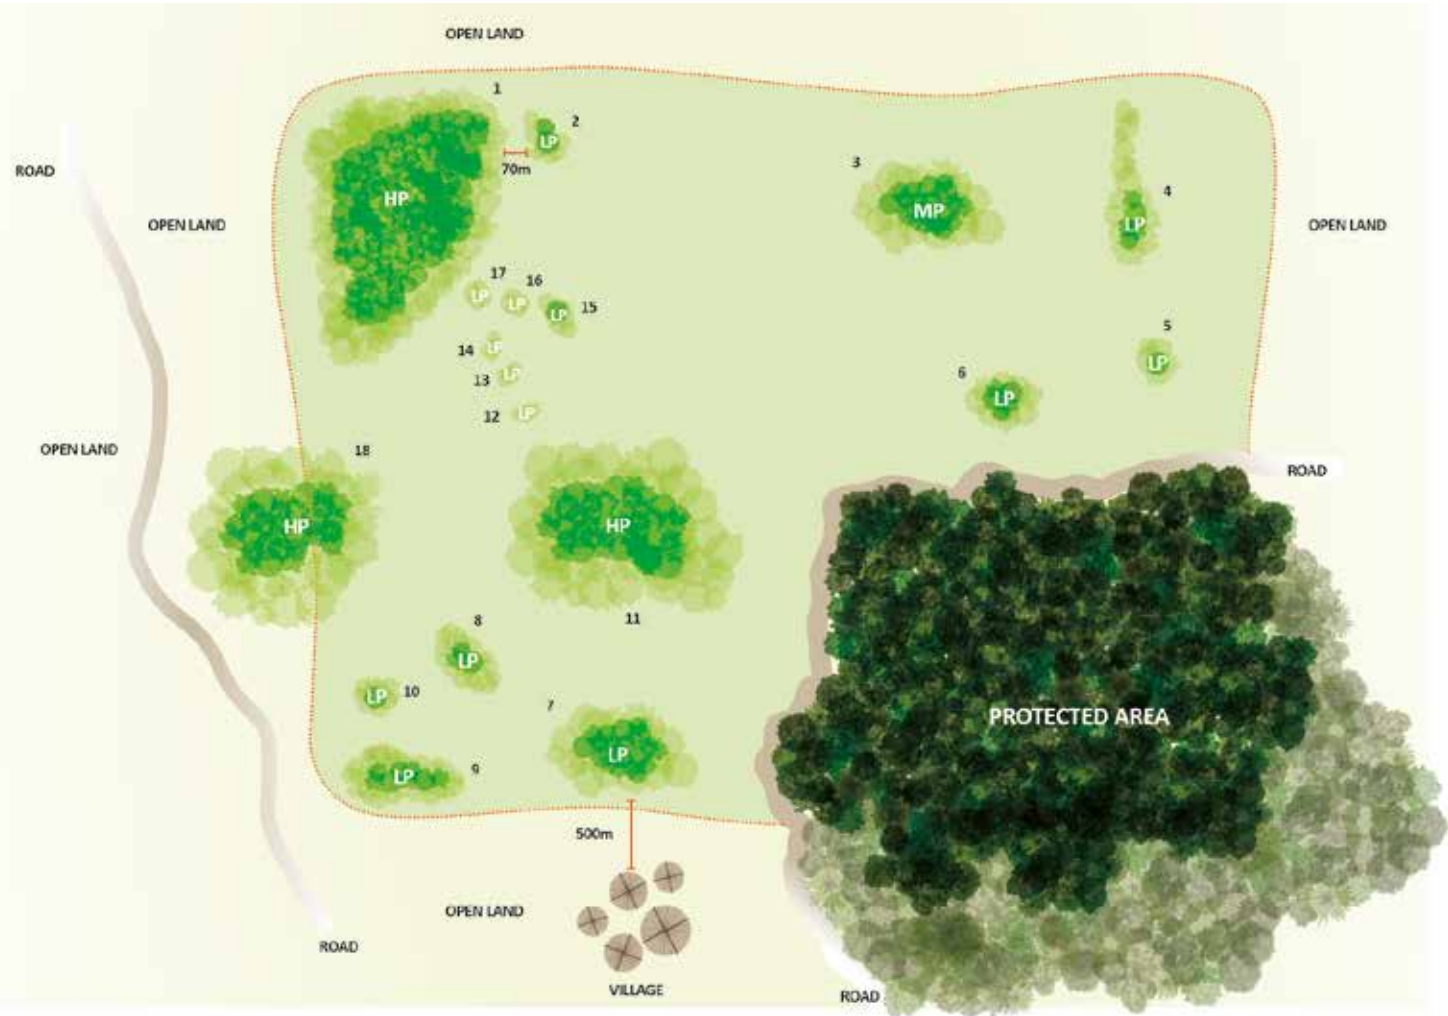 OPEN LAND
1
2
LP
70m
ROAD
HP
3
MP
4
LP
OPEN LAND
OPEN LAND
17
16
15
LP
LP
LP
14
LP
13
LP
12
LP
5
LP
6
LP
OPEN LAND
18
HP
HP
11
ROAD
8
LP
10
LP
7
LP
9
LP
PROTECTED AREA
500m
OPEN LAND
ROAD
VILLAGE
ROAD